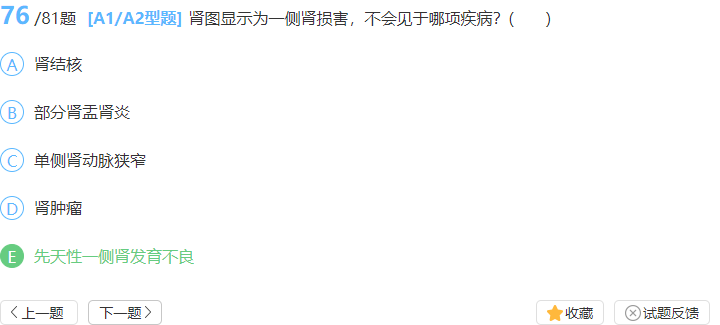 76 /81题 [A1/A2型题] 肾图显示为一侧肾损害，不会见于哪项疾病?（　　）
A 肾结核
B 部分肾盂肾炎
C 单侧肾动脉狭窄
D 肾肿瘤
E 先天性一侧肾发育不良
上一题 下一题 收藏 试题反馈